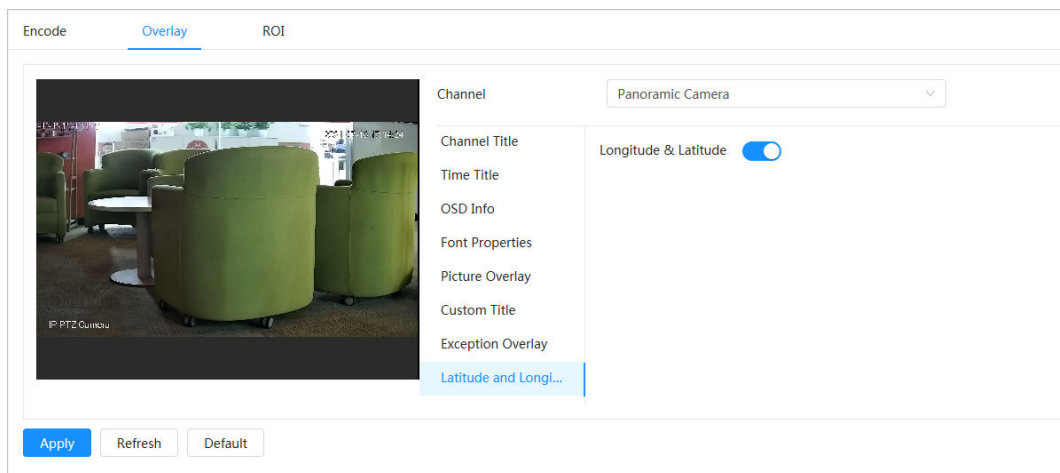 Encode Overlay ROI
Channel Panoramic Camera
Channel Title
Longitude & Latitude
Time Title
OSD Info
Font Properties
Picture Overlay
Custom Title
IP PTZ Camera
Exception Overlay
Latitude and Longi...
Apply Refresh Default